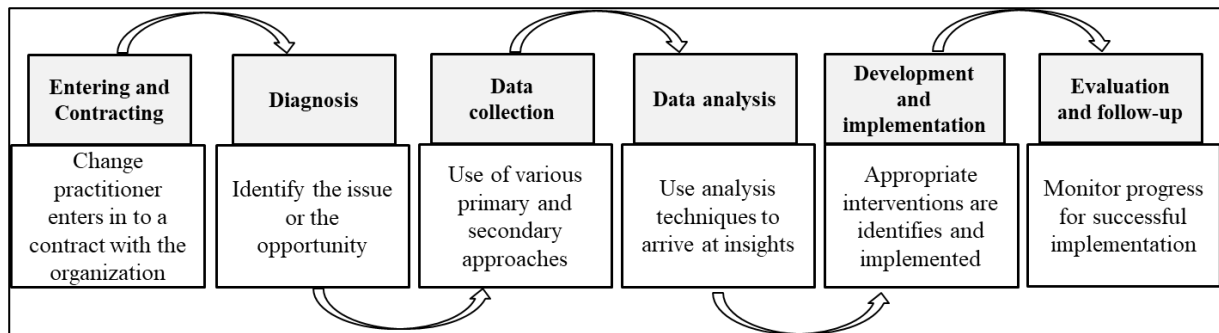 Entering and
Contracting
Change
practitioner
enters in to a
contract with the
organization
Diagnosis
Identify the issue
or the
opportunity
Data
collection
Use of various
primary and
secondary
approaches
Data analysis
Use analysis
techniques to
arrive at insights
Development
and
implementation
Appropriate
interventions are
identifies and
implemented
Evaluation
and follow-up
Monitor progress
for successful
implementation